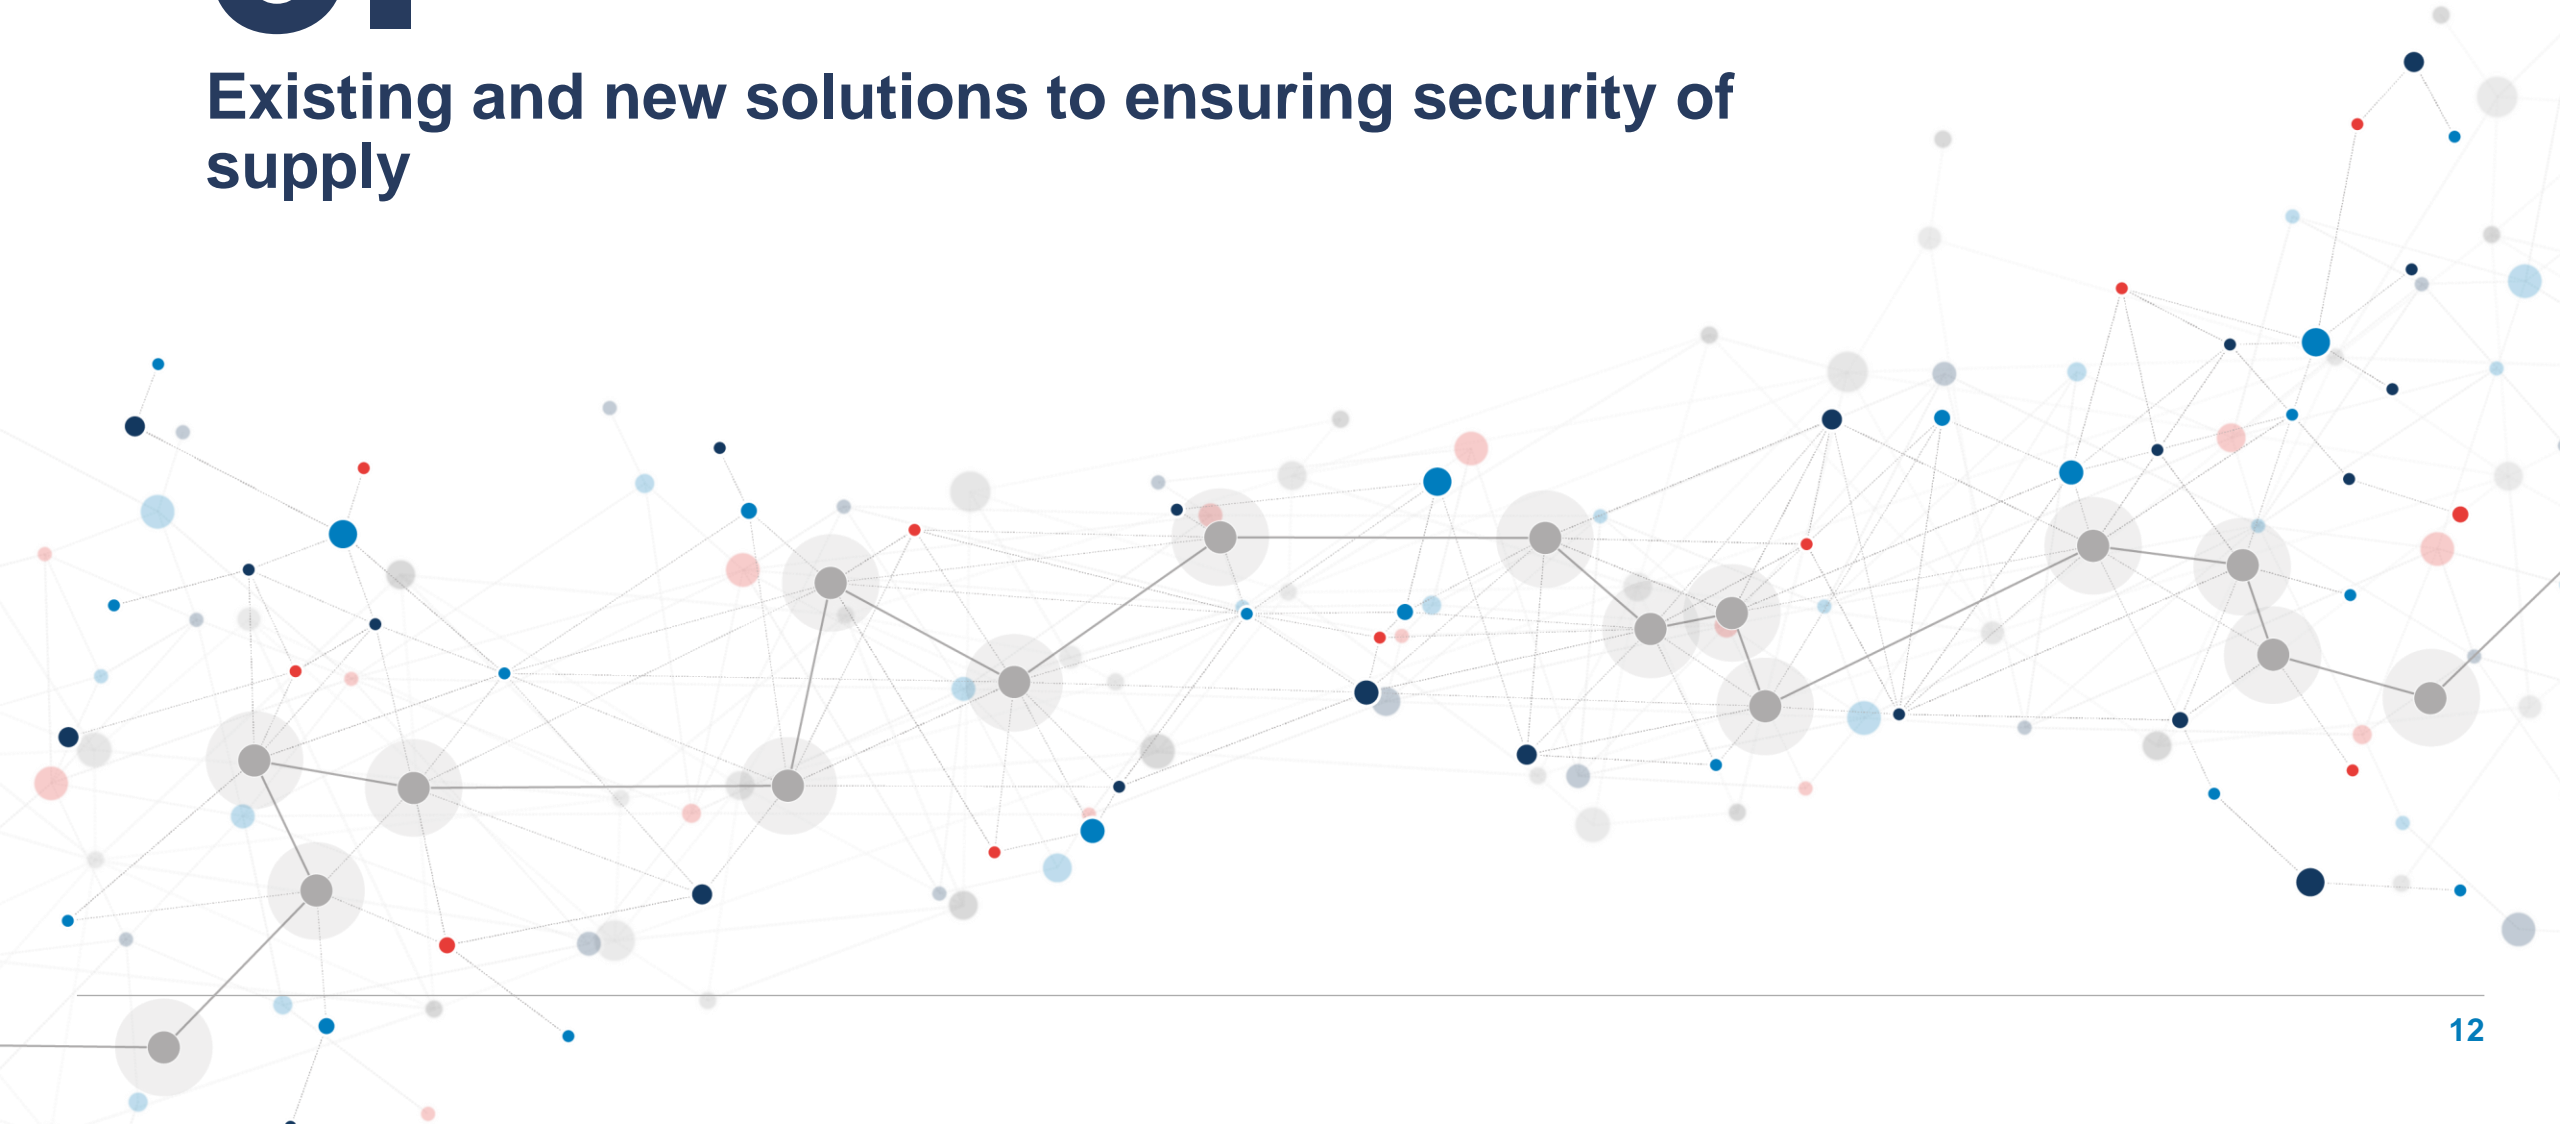 Existing and new solutions to ensuring security of
supply
12